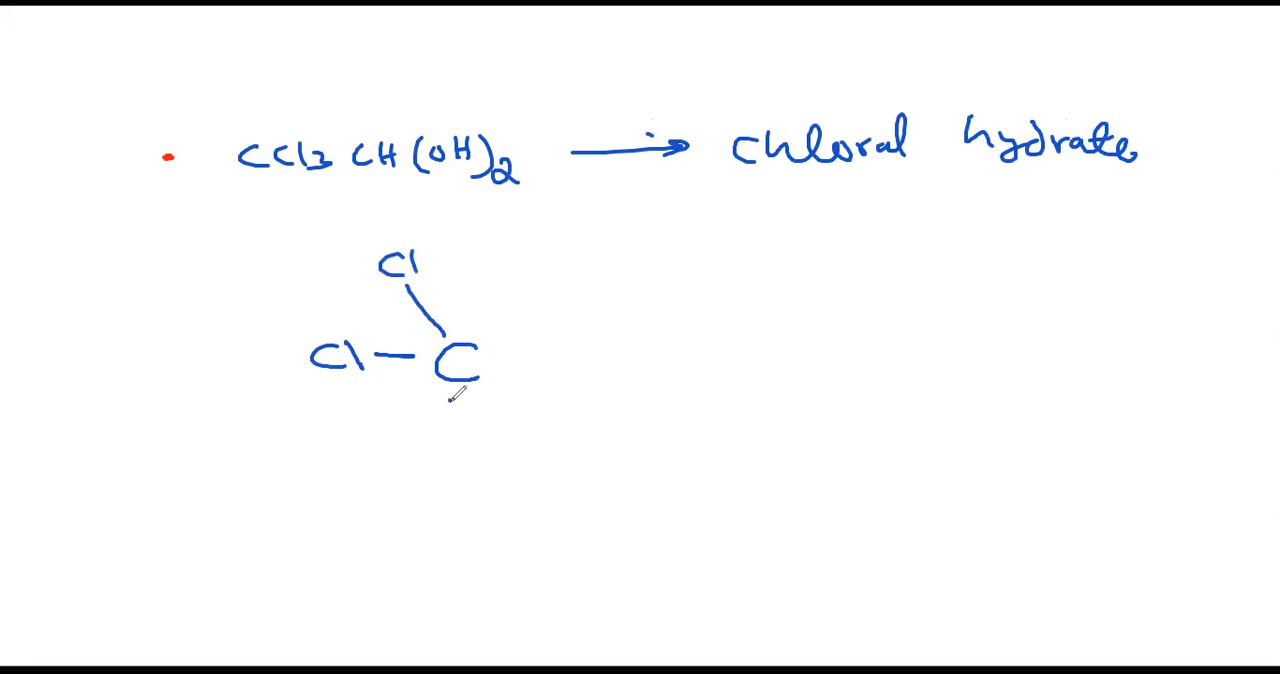 CCl3 CH(OH)2 → Chloral hydrate
Cl
Cl — C